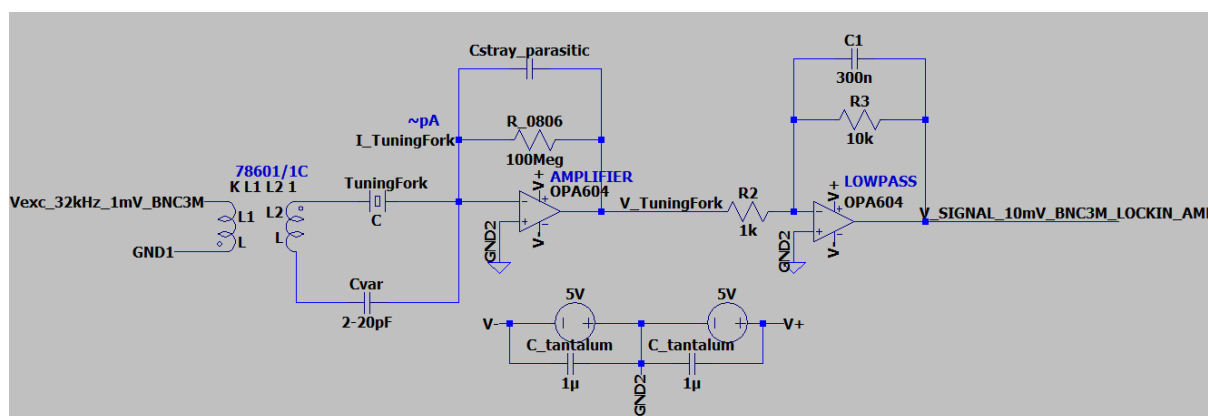 Cstray_parasitic
C1
300n
~pA
R_0806
R3
I_TuningFork
100Meg
10k
78601/1C
K L1 L2 1
TuningFork
AMPLIFIER
LOWPASS
V+
OPA604
V+
OPA604
Vexc_32kHz_1mV_BNC3M
L1
L2
C
V_TuningFork
R2
V_SIGNAL_10mV_BNC3M_LOCKIN_AM
L
L
GND2
V-
1k
GND2
V-
GND1
Cvar
2-20pF
5V
5V
V-
V+
C_tantalum
C_tantalum
1µ
GND2
1µ